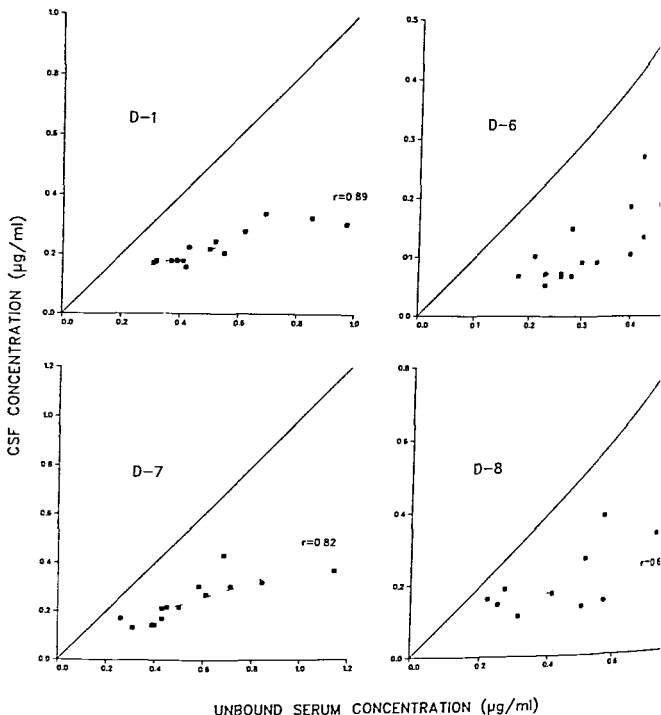 CSF CONCENTRATION (µg/ml)
1.0
0.8
0.6
0.4
0.2
0.0
D-1
r=0 89
0.0 0.2 0.4 0.6 0.8 1.0
0.5
0.4
0.3
0.2
0.1
0.0
D-6
0.0 0.1 0.2 0.3 0.4
1.2
1.0
0.8
0.6
0.4
0.2
0.0
D-7
r=0 82
0.0 0.2 0.4 0.6 0.8 1.0 1.2
0.8
0.6
0.4
0.2
0.0
D-8
r=0 6
0.0 0.2 0.4 0.6
UNBOUND SERUM CONCENTRATION (µg/ml)